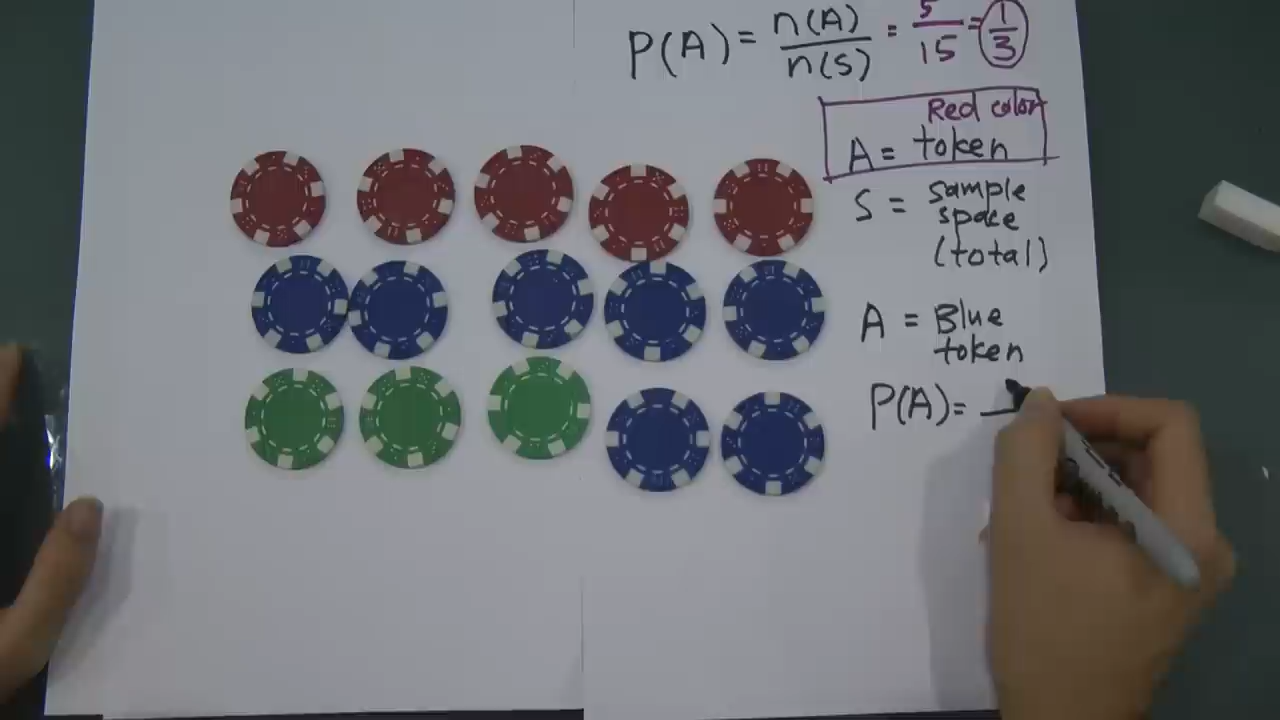 P(A) = n(A)/n(S) = 5/15 = 1/3
Red color
A = token
S = sample
space
(total)
A = Blue
token
P(A) =